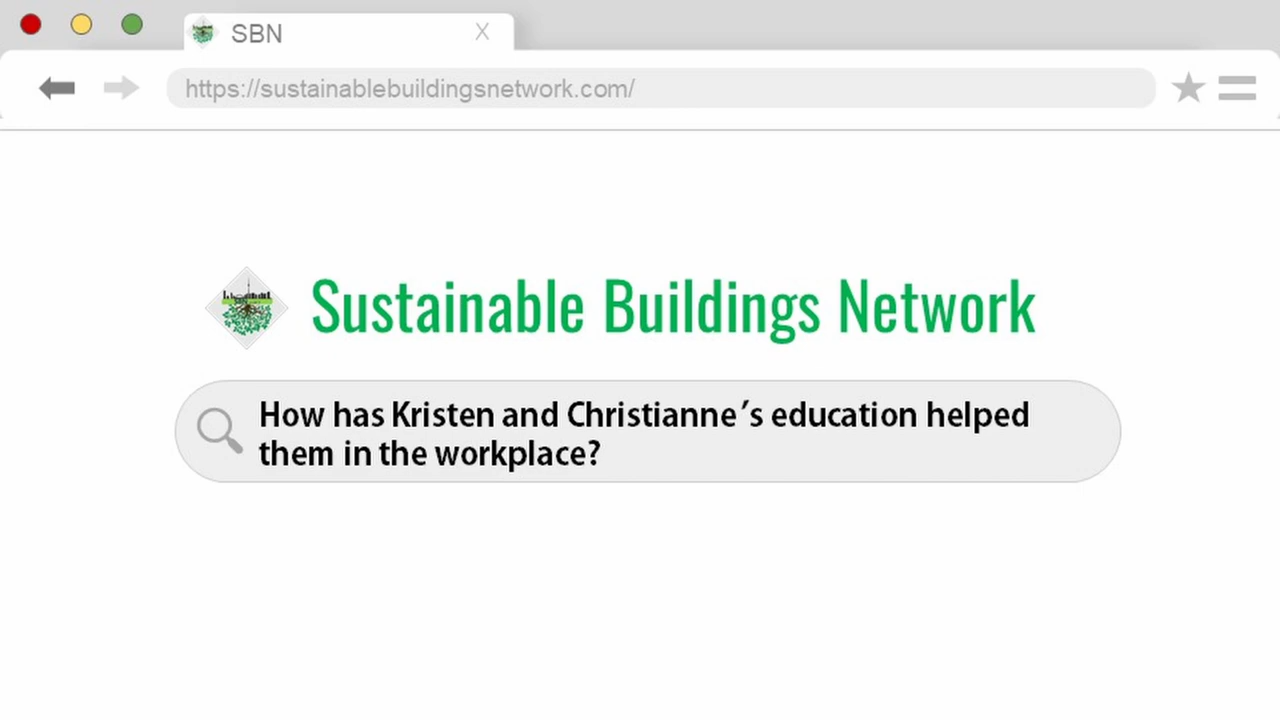 SBN
X
https://sustainablebuildingsnetwork.com/
Sustainable Buildings Network
How has Kristen and Christianne's education helped
them in the workplace?